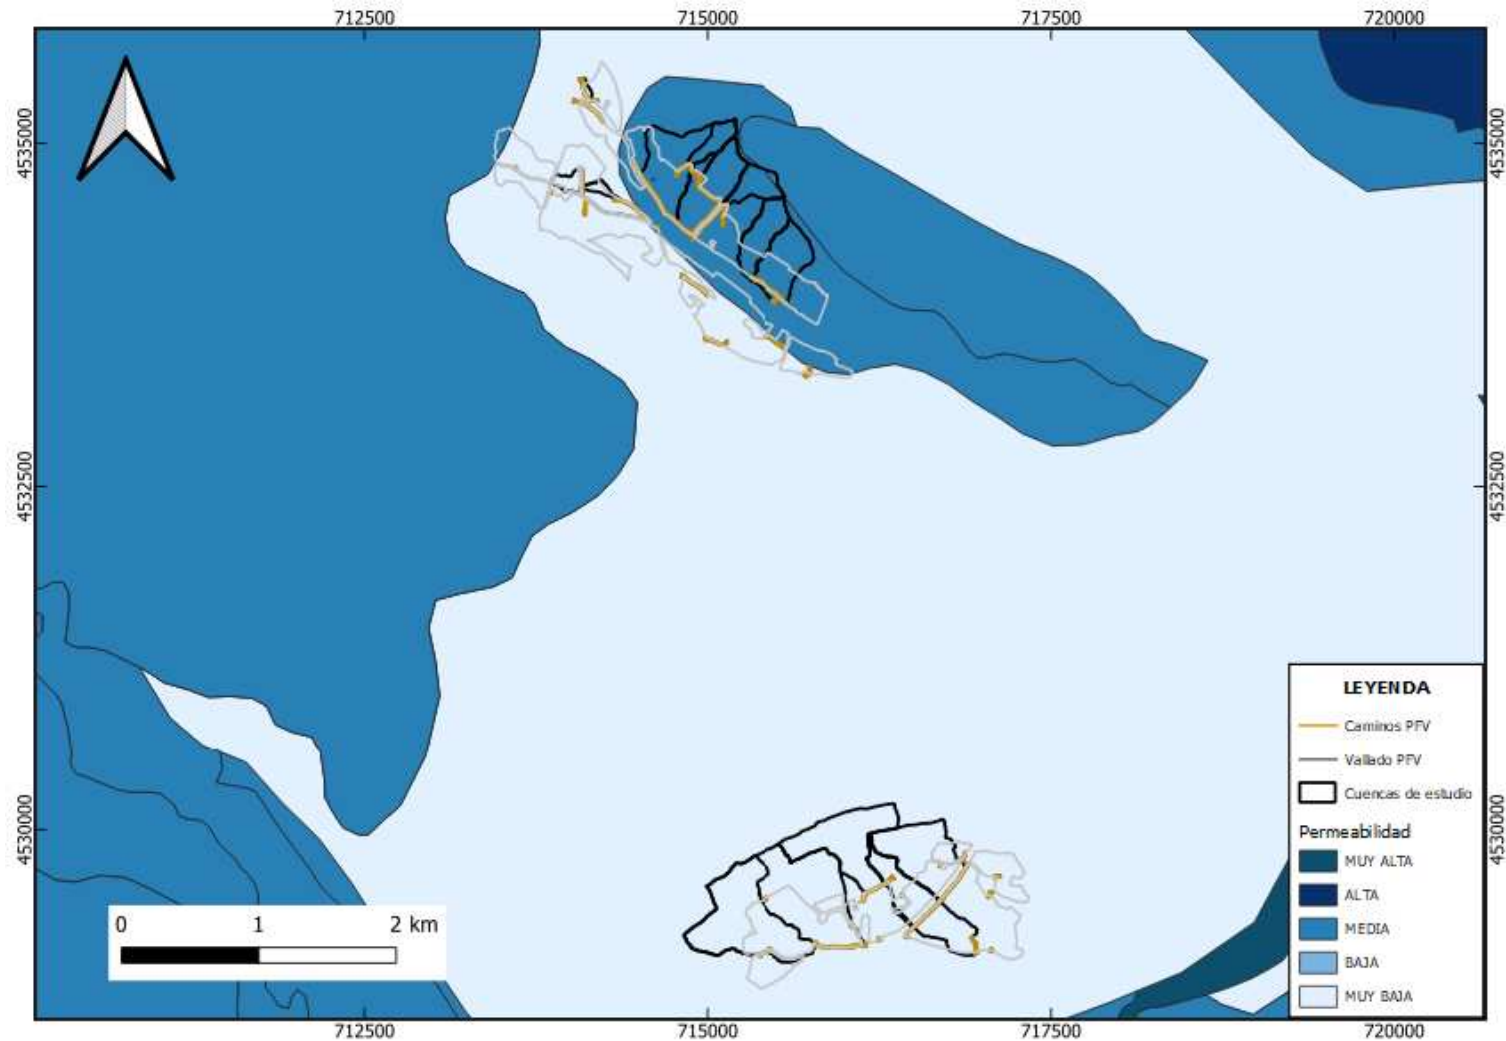 712500 715000 717500 720000
4535000 4535000
4532500 4532500
4530000 4530000
LEYENDA
Caminos PFV
Vallado PFV
Cuencas de estudio
Permeabilidad
MUY ALTA
ALTA
MEDIA
BAJA
MUY BAJA
0 1 2 km
712500 715000 717500 720000